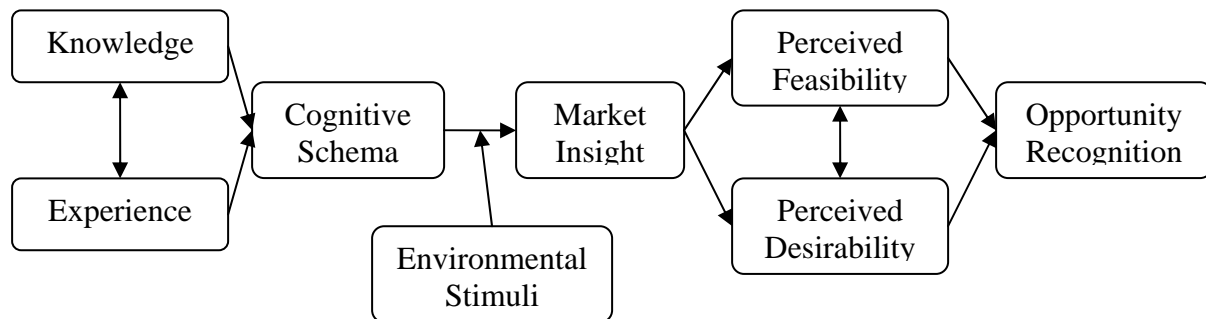 Knowledge
Experience
Cognitive
Schema
Environmental
Stimuli
Market
Insight
Perceived
Feasibility
Perceived
Desirability
Opportunity
Recognition